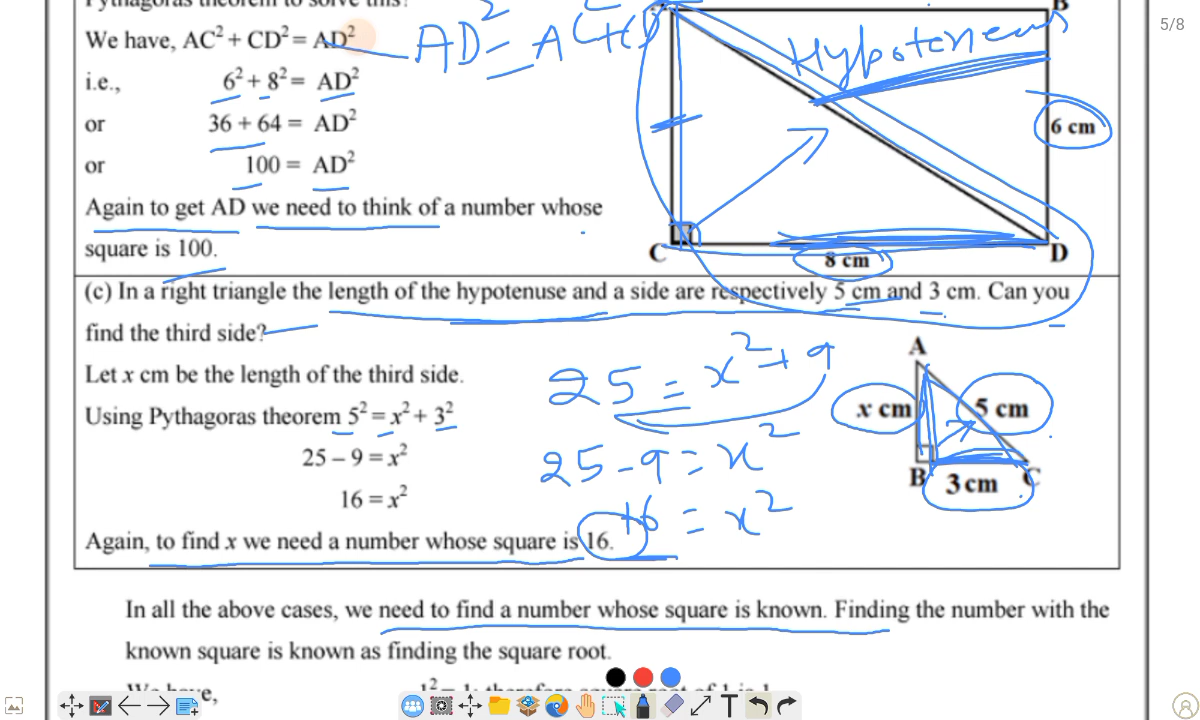 Pythagoras theorem to solve this?
We have, AC² + CD² = AD²
AD² =
i.e., 6² + 8² = AD²
or 36 + 64 = AD²
or 100 = AD²
Again to get AD we need to think of a number whose
square is 100.
B
Hypoteneus
6 cm
C
8 cm
D
(c) In a right triangle the length of the hypotenuse and a side are respectively 5 cm and 3 cm. Can you
find the third side?
Let x cm be the length of the third side.
Using Pythagoras theorem 5² = x² + 3²
25 – 9 = x²
16 = x²
Again, to find x we need a number whose square is 16.
25 = x² + 9
25 - 9 = x²
16 = x²
A
x cm
5 cm
B
3 cm
C
In all the above cases, we need to find a number whose square is known. Finding the number with the
known square is known as finding the square root.
5/8